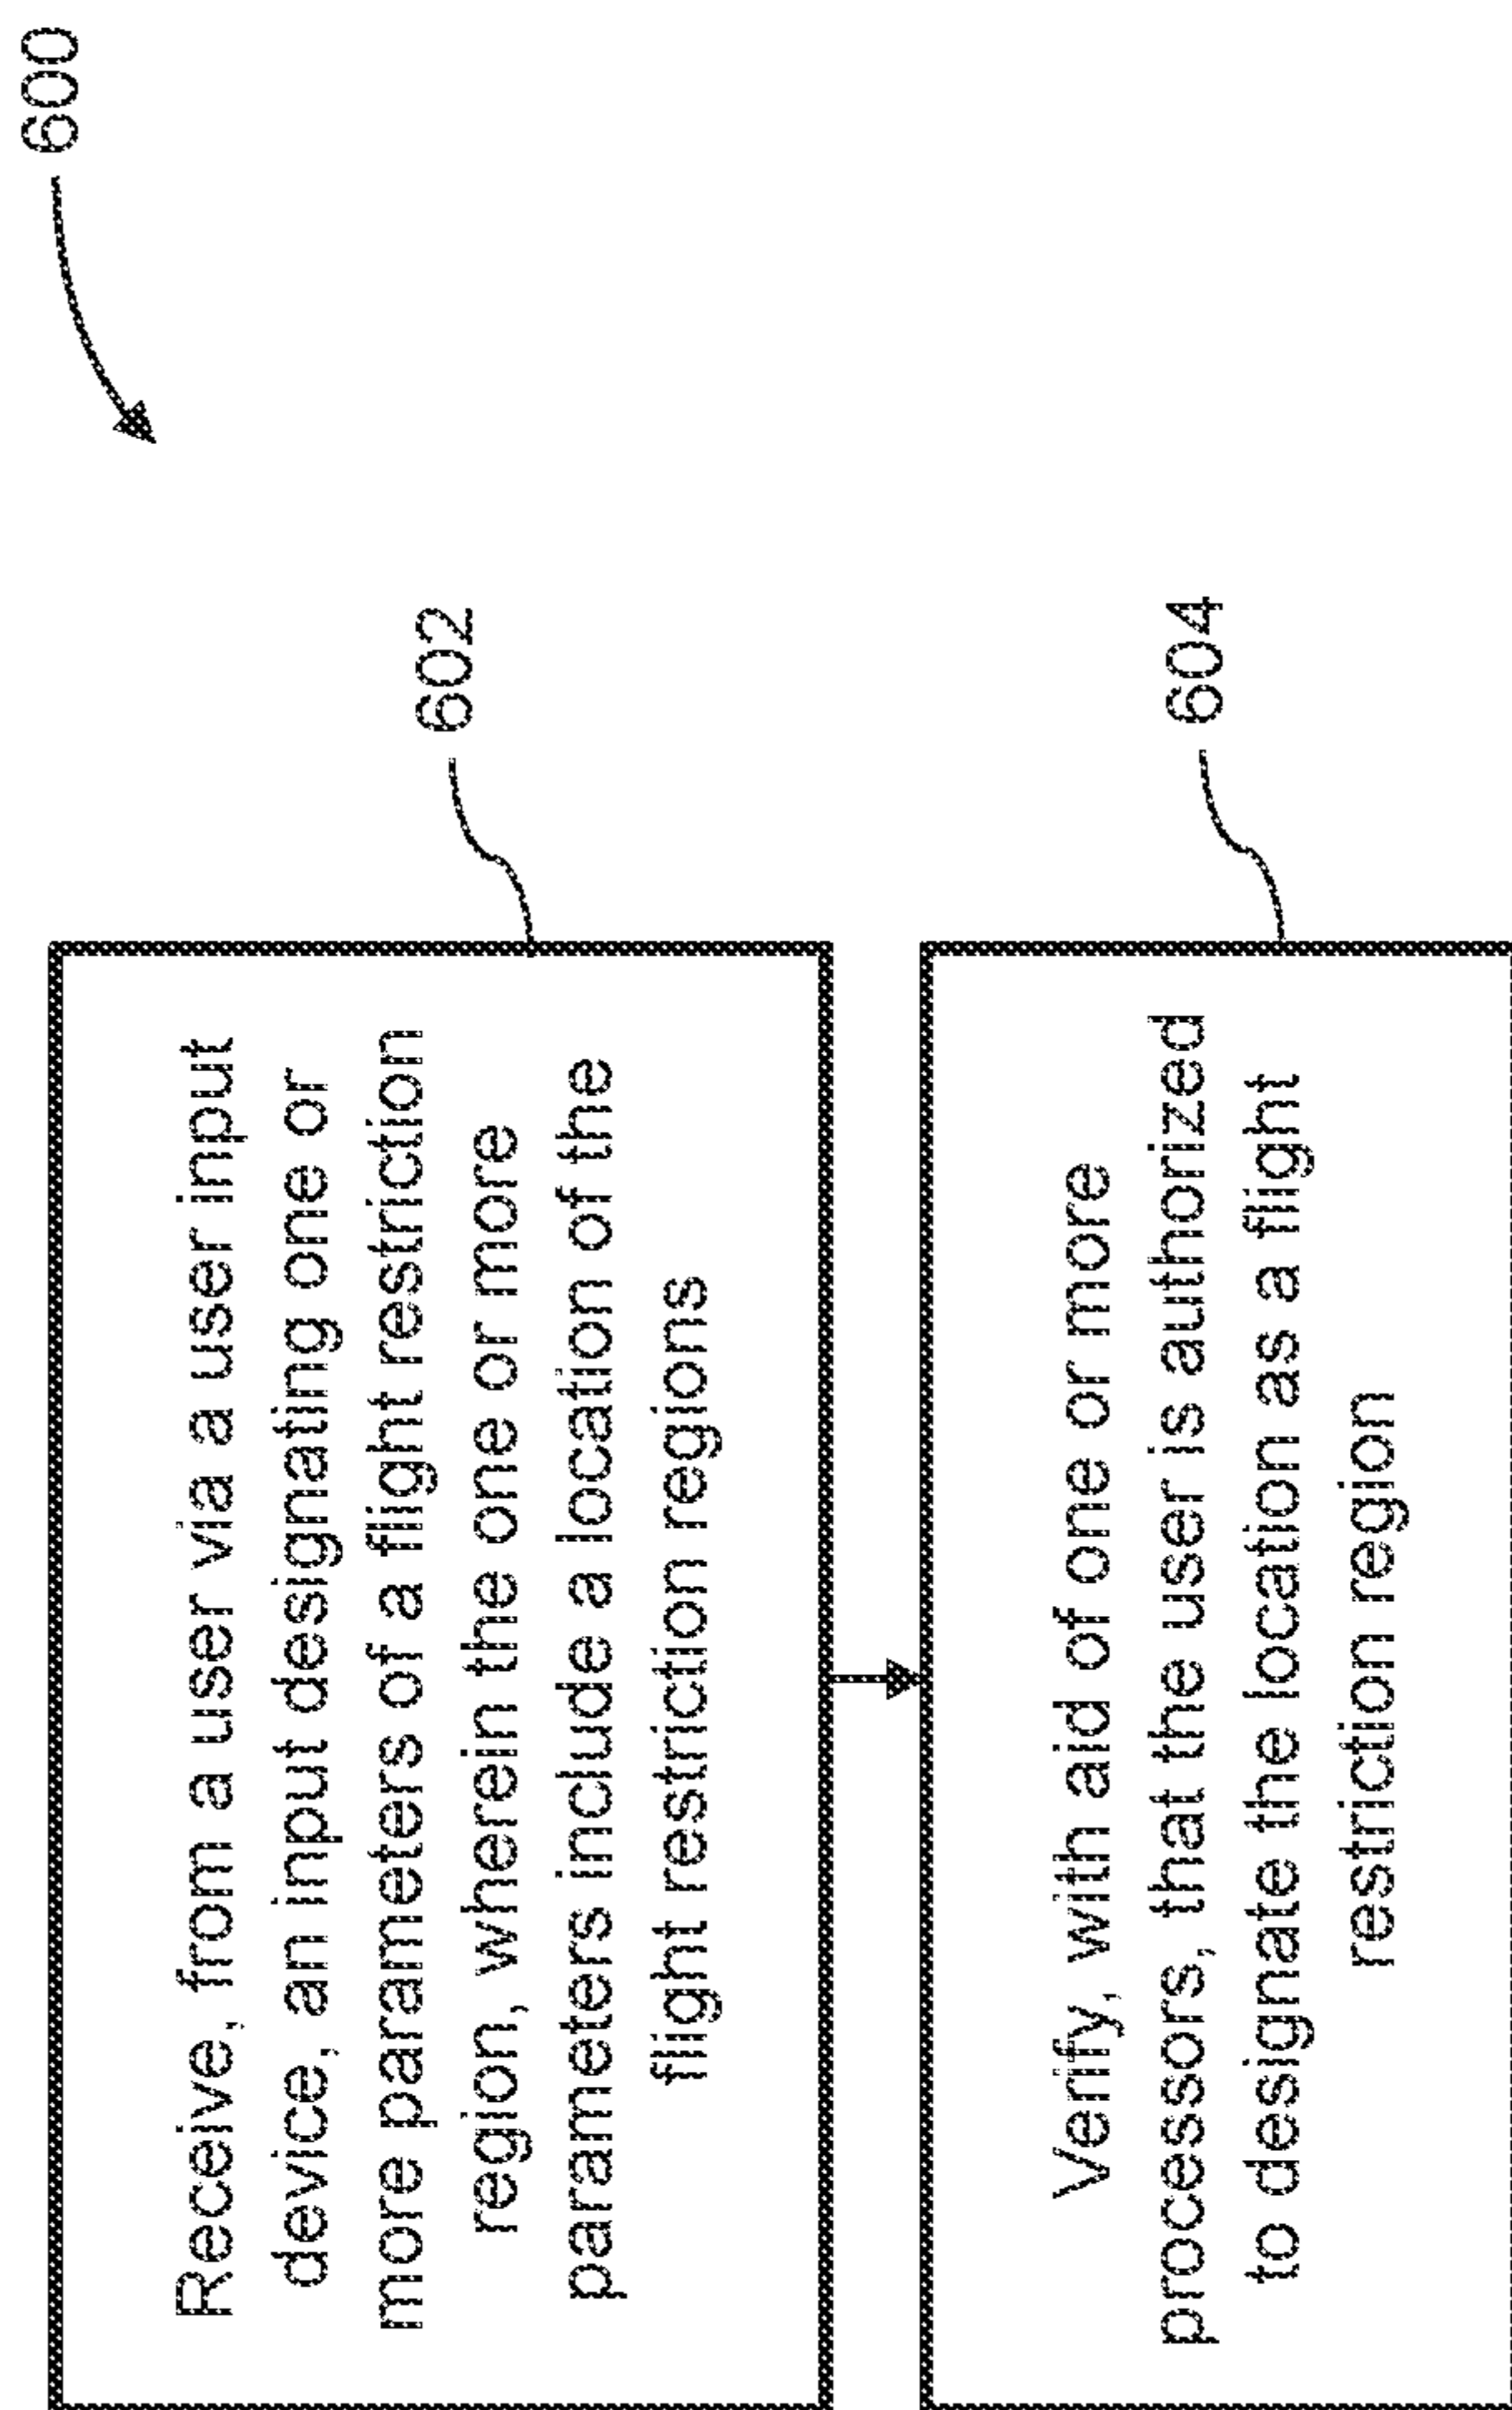 600
Receive, from a user via a user input
device, an input designating one or
more parameters of a flight restriction
region, wherein the one or more
parameters include a location of the
flight restriction regions
602
Verify, with aid of one or more
processors, that the user is authorized
to designate the location as a flight
restriction region
604